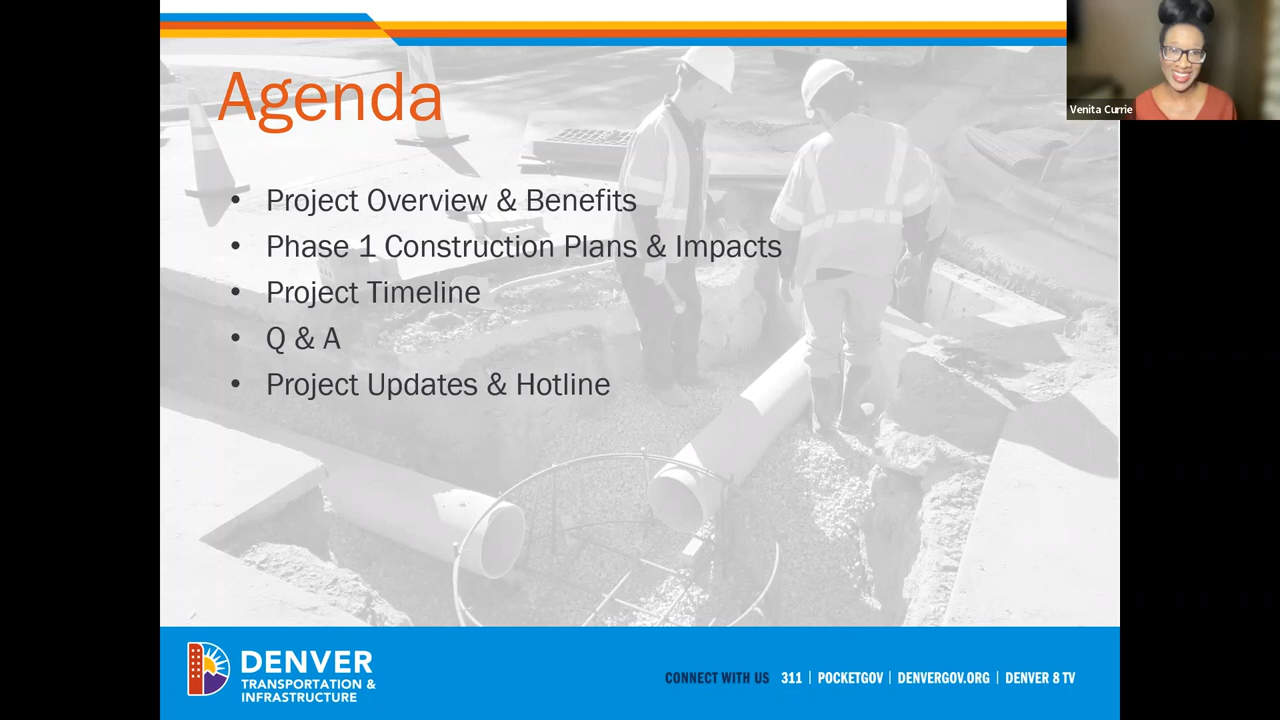 Agenda
• Project Overview & Benefits
• Phase 1 Construction Plans & Impacts
• Project Timeline
• Q & A
• Project Updates & Hotline
Venita Currie
DENVER
TRANSPORTATION &
INFRASTRUCTURE
CONNECT WITH US 311 | POCKETGOV | DENVERGOV.ORG | DENVER 8 TV